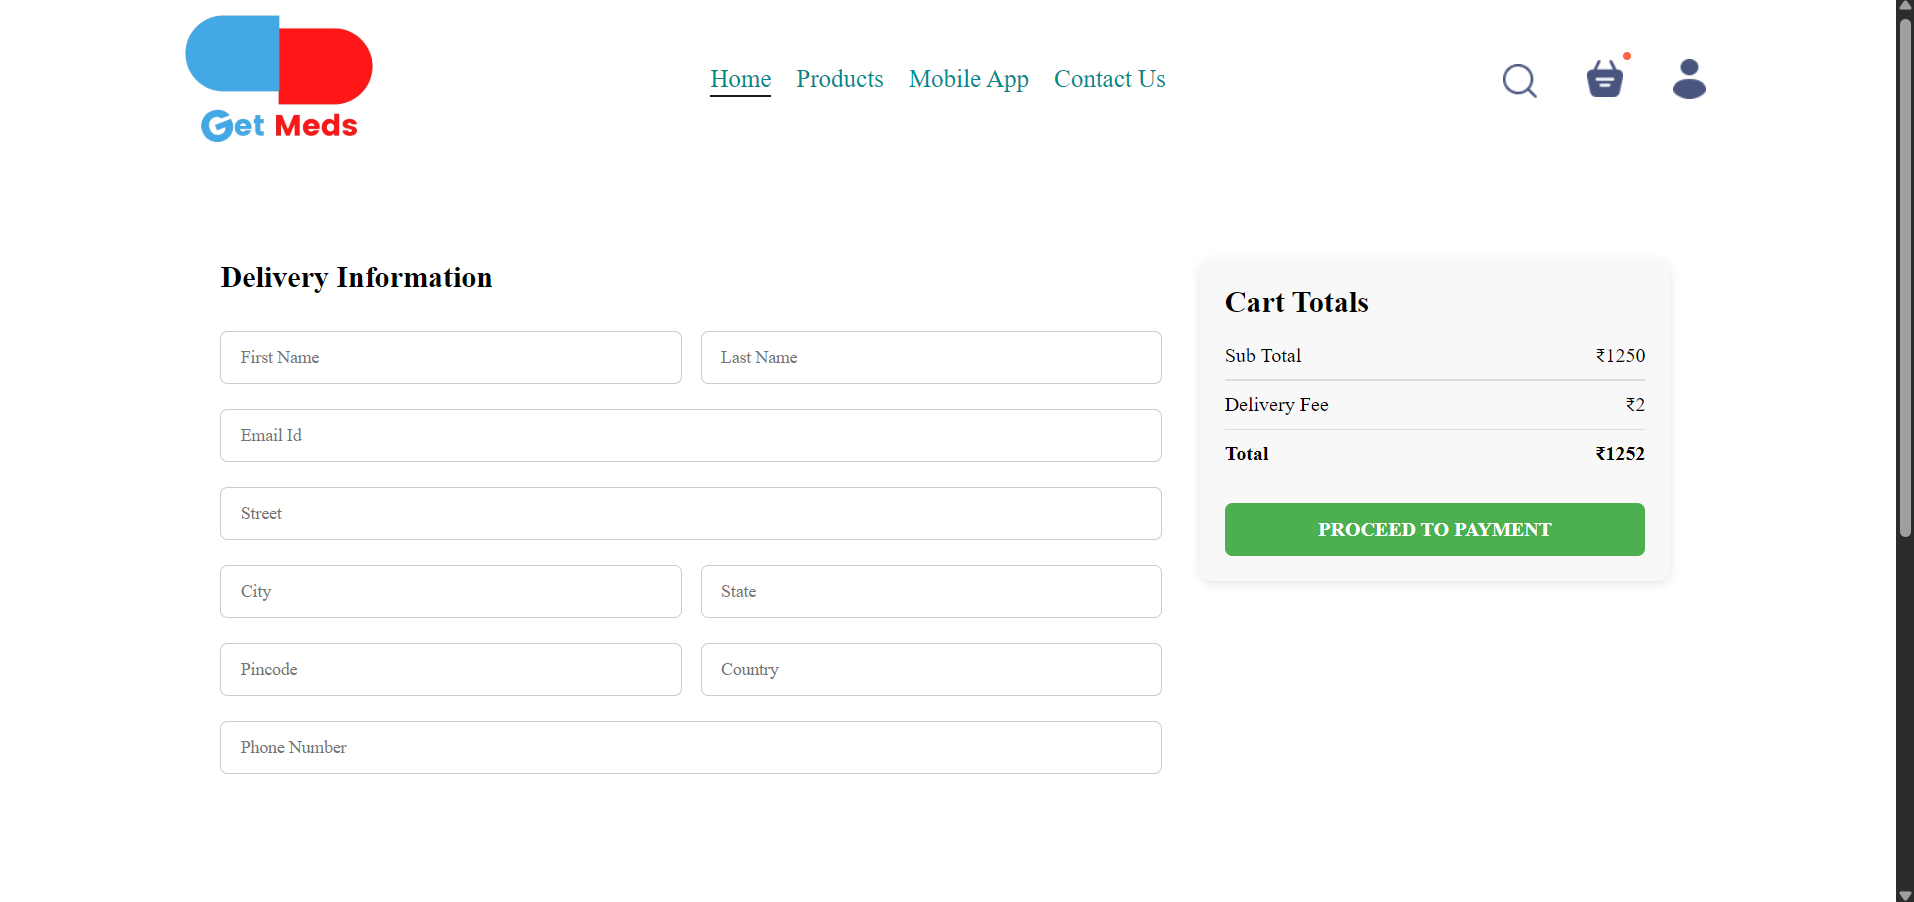 Get Meds
Home Products Mobile App Contact Us
Delivery Information
First Name Last Name
Email Id
Street
City State
Pincode Country
Phone Number
Cart Totals
Sub Total ₹1250
Delivery Fee ₹2
Total ₹1252
PROCEED TO PAYMENT